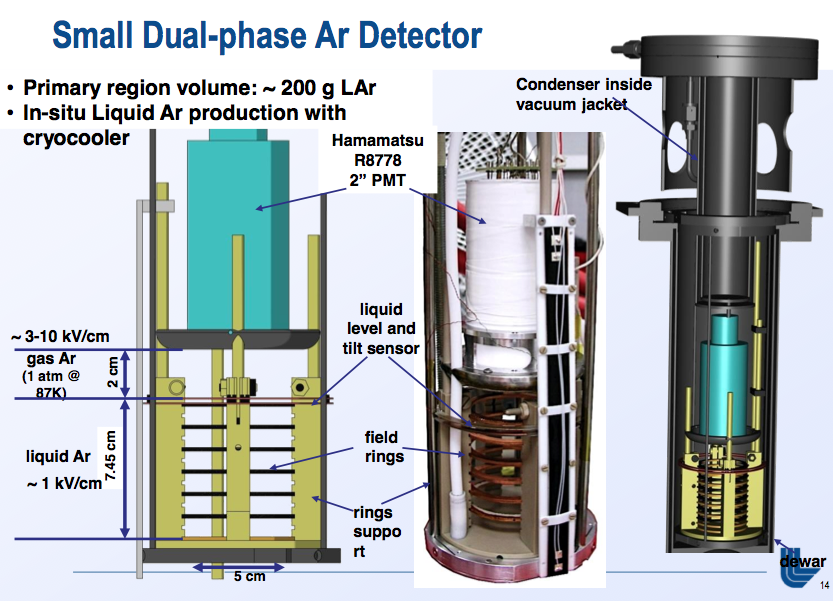 Small Dual-phase Ar Detector
• Primary region volume: ~ 200 g LAr
• In-situ Liquid Ar production with
cryocooler
Hamamatsu
R8778
2” PMT
Condenser inside
vacuum jacket
liquid
level and
tilt sensor
~ 3-10 kV/cm
gas Ar
(1 atm @
87K)
2 cm
liquid Ar
~ 1 kV/cm
7.45 cm
field
rings
rings
suppo
rt
5 cm
dewar
14